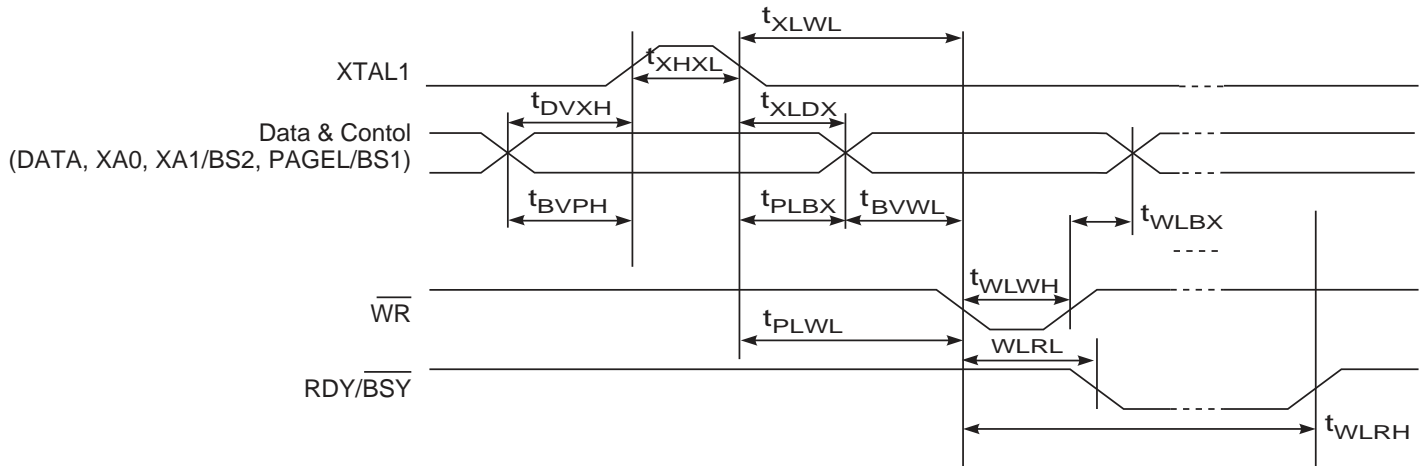 tXLWL
XTAL1
tXHXL
tDVXH
tXLDX
Data & Contol
(DATA, XA0, XA1/BS2, PAGEL/BS1)
tBVPH
tPLBX
tBVWL
tWLBX
tWLWH
WR
tPLWL
WLRL
RDY/BSY
tWLRH